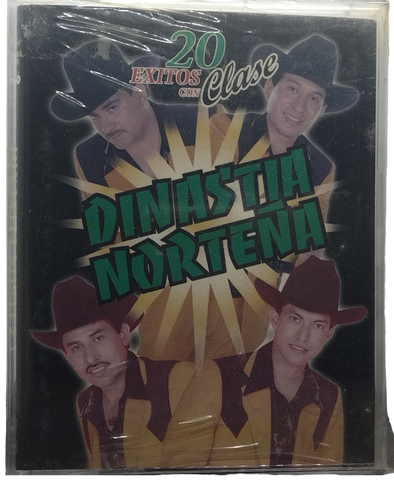 20
EXITOS
CON Clase
DINASTIA
NORTEÑA